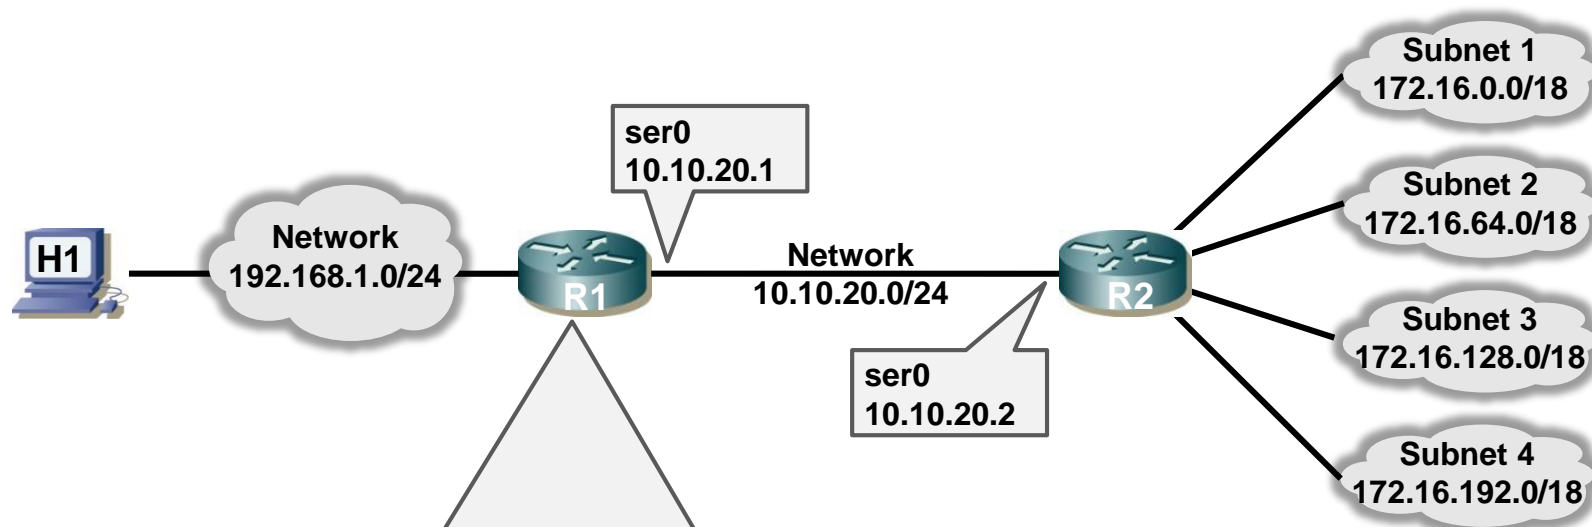 H1
Network
192.168.1.0/24
R1
ser0
10.10.20.1
Network
10.10.20.0/24
ser0
10.10.20.2
R2
Subnet 1
172.16.0.0/18
Subnet 2
172.16.64.0/18
Subnet 3
172.16.128.0/18
Subnet 4
172.16.192.0/18